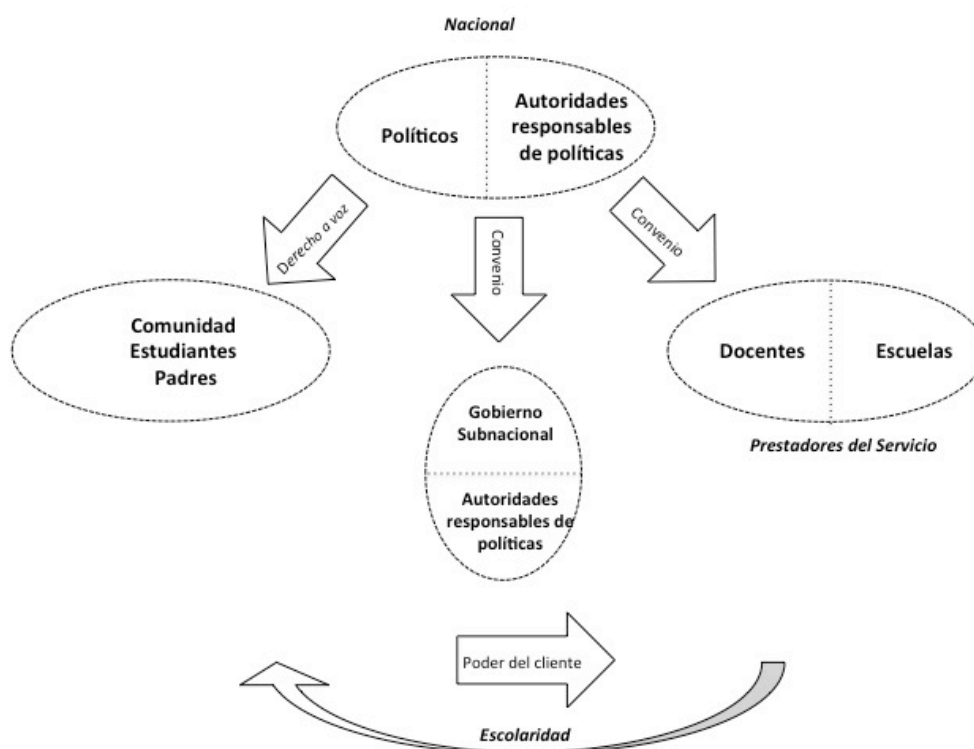 Nacional
Políticos
Autoridades
responsables
de políticas
Derecho a voz
Convenio
Convenio
Comunidad
Estudiantes
Padres
Docentes
Escuelas
Gobierno
Subnacional
Prestadores del Servicio
Autoridades
responsables de
políticas
Poder del cliente
Escolaridad